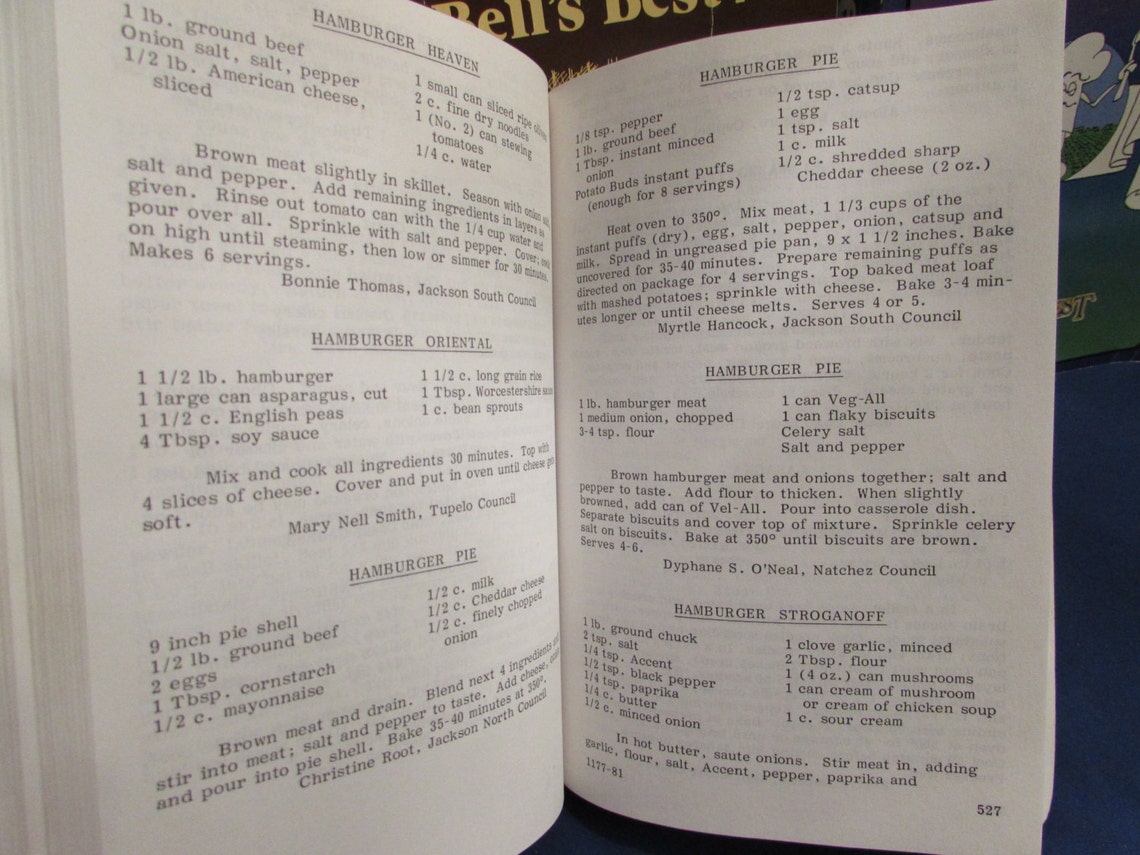 Bell's Best
EST
HAMBURGER HEAVEN
1 lb. ground beef
Onion salt, salt, pepper
1/2 lb. American cheese,
sliced
1 small can sliced ripe olives
2 c. fine dry noodles
1 (No. 2) can stewing
tomatoes
1/4 c. water
Brown meat slightly in skillet. Season with onion salt,
salt and pepper. Add remaining ingredients in layers as
given. Rinse out tomato can with the 1/4 cup water and
pour over all. Sprinkle with salt and pepper. Cover;
on high until steaming, then low or simmer for 30 minutes.
Makes 6 servings.
Bonnie Thomas, Jackson South Council
HAMBURGER ORIENTAL
1 1/2 lb. hamburger
1 large can asparagus, cut
1 1/2 c. English peas
4 Tbsp. soy sauce
1 1/2 c. long grain rice
1 Tbsp. Worcestershire sauce
1 c. bean sprouts
Mix and cook all ingredients 30 minutes. Top with
4 slices of cheese. Cover and put in oven until cheese
soft.
Mary Nell Smith, Tupelo Council
HAMBURGER PIE
9 inch pie shell
1/2 lb. ground beef
2 eggs
1 Tbsp. cornstarch
1/2 c. mayonnaise
1/2 c. milk
1/2 c. Cheddar cheese
1/2 c. finely chopped
onion
Brown meat and drain. Blend next 4 ingredients
stir into meat; salt and pepper to taste. Add cheese,
and pour into pie shell. Bake 35-40 minutes at 350°.
Christine Root, Jackson North Council
HAMBURGER PIE
1/8 tsp. pepper
1 lb. ground beef
1 Tbsp. instant minced
onion
Potato Buds instant puffs
(enough for 8 servings)
1/2 tsp. catsup
1 egg
1 tsp. salt
1 c. milk
1/2 c. shredded sharp
Cheddar cheese (2 oz.)
Heat oven to 350°. Mix meat, 1 1/3 cups of the
instant puffs (dry), egg, salt, pepper, onion, catsup and
milk. Spread in ungreased pie pan, 9 x 1 1/2 inches. Bake
uncovered for 35-40 minutes. Prepare remaining puffs as
directed on package for 4 servings. Top baked meat loaf
with mashed potatoes; sprinkle with cheese. Bake 3-4 min-
utes longer or until cheese melts. Serves 4 or 5.
Myrtle Hancock, Jackson South Council
HAMBURGER PIE
1 lb. hamburger meat
1 medium onion, chopped
3-4 tsp. flour
1 can Veg-All
1 can flaky biscuits
Celery salt
Salt and pepper
Brown hamburger meat and onions together; salt and
pepper to taste. Add flour to thicken. When slightly
browned, add can of Vel-All. Pour into casserole dish.
Separate biscuits and cover top of mixture. Sprinkle celery
salt on biscuits. Bake at 350° until biscuits are brown.
Serves 4-6.
Dyphane S. O'Neal, Natchez Council
HAMBURGER STROGANOFF
1 lb. ground chuck
2 tsp. salt
1/4 tsp. Accent
1/2 tsp. black pepper
1/4 tsp. paprika
1/4 c. butter
1/2 c. minced onion
1 clove garlic, minced
2 Tbsp. flour
1 (4 oz.) can mushrooms
1 can cream of mushroom
or cream of chicken soup
1 c. sour cream
In hot butter, saute onions. Stir meat in, adding
garlic, flour, salt, Accent, pepper, paprika and
1177-81
527